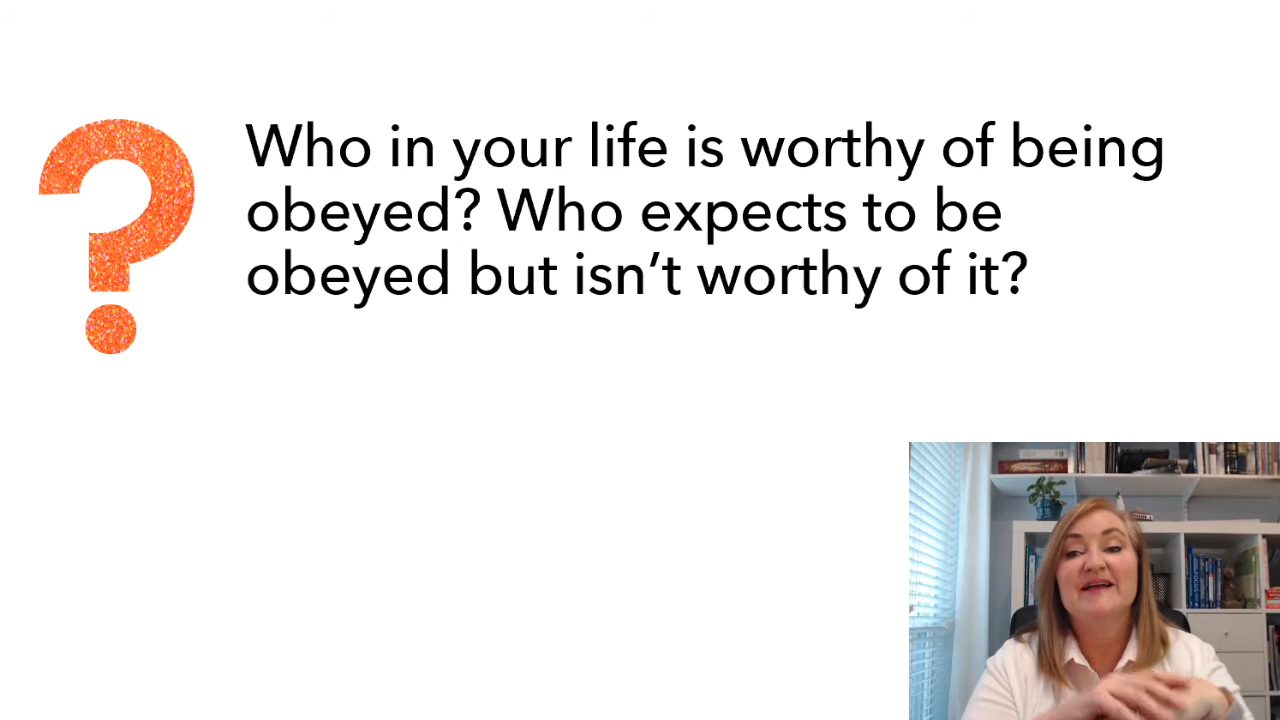 Who in your life is worthy of being
obeyed? Who expects to be
obeyed but isn’t worthy of it?